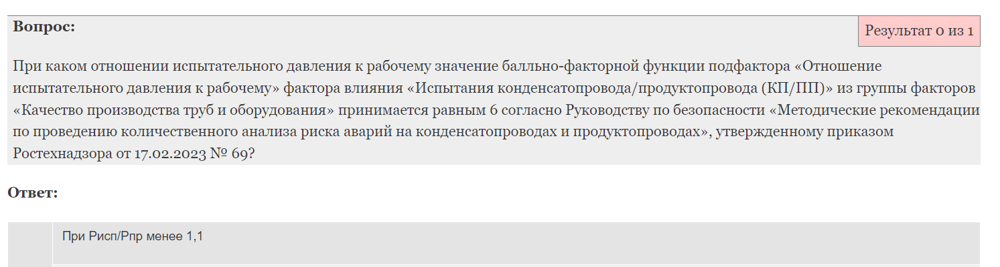 Вопрос:
Результат 0 из 1
При каком отношении испытательного давления к рабочему значение балльно-факторной функции подфактора «Отношение
испытательного давления к рабочему» фактора влияния «Испытания конденсатопровода/продуктопровода (КП/ПП)» из группы факторов
«Качество производства труб и оборудования» принимается равным 6 согласно Руководству по безопасности «Методические рекомендации
по проведению количественного анализа риска аварий на конденсатопроводах и продуктопроводах», утвержденному приказом
Ростехнадзора от 17.02.2023 № 69?
Ответ:
При Рисп/Рпр менее 1,1